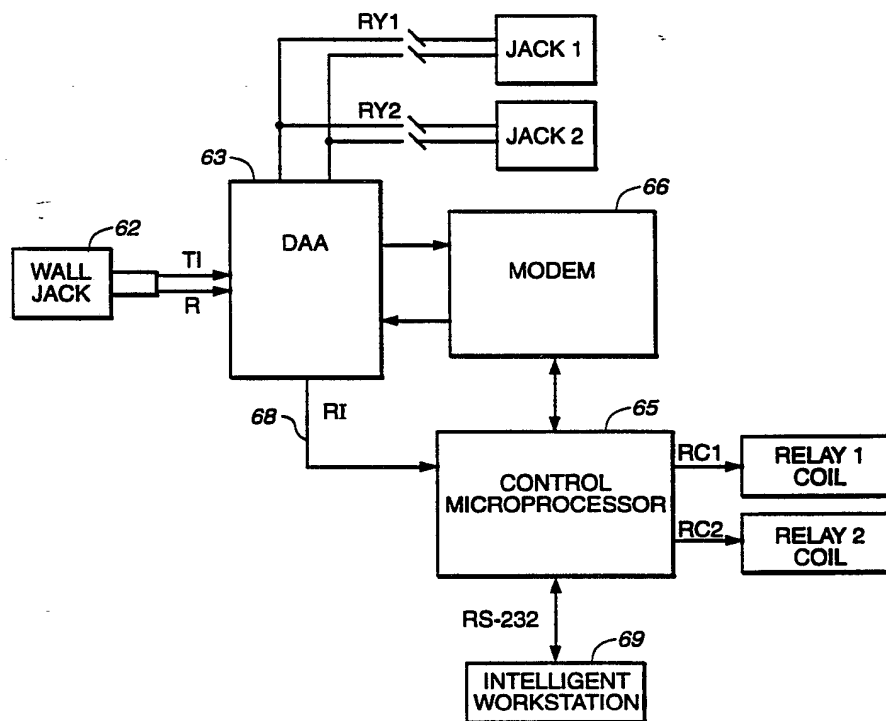 RY1
JACK 1
RY2
JACK 2
63
66
62
DAA
MODEM
WALL
JACK
TI
R
68
RI
65
CONTROL
MICROPROCESSOR
RC1
RELAY 1
COIL
RC2
RELAY 2
COIL
RS-232
69
INTELLIGENT
WORKSTATION